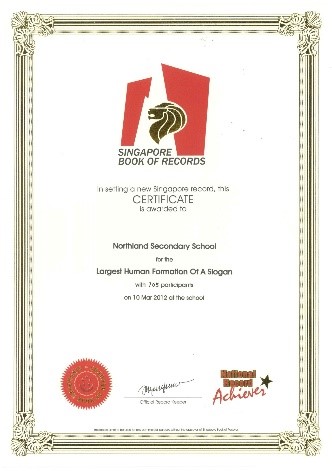 SINGAPORE
BOOK OF RECORDS
In setting a new Singapore record, this
CERTIFICATE
is awarded to
Northland Secondary School
for the
Largest Human Formation Of A Slogan
with 765 participants
on 10 Mar 2012 at the school
Official Record Keeper
National
Record
Achiever